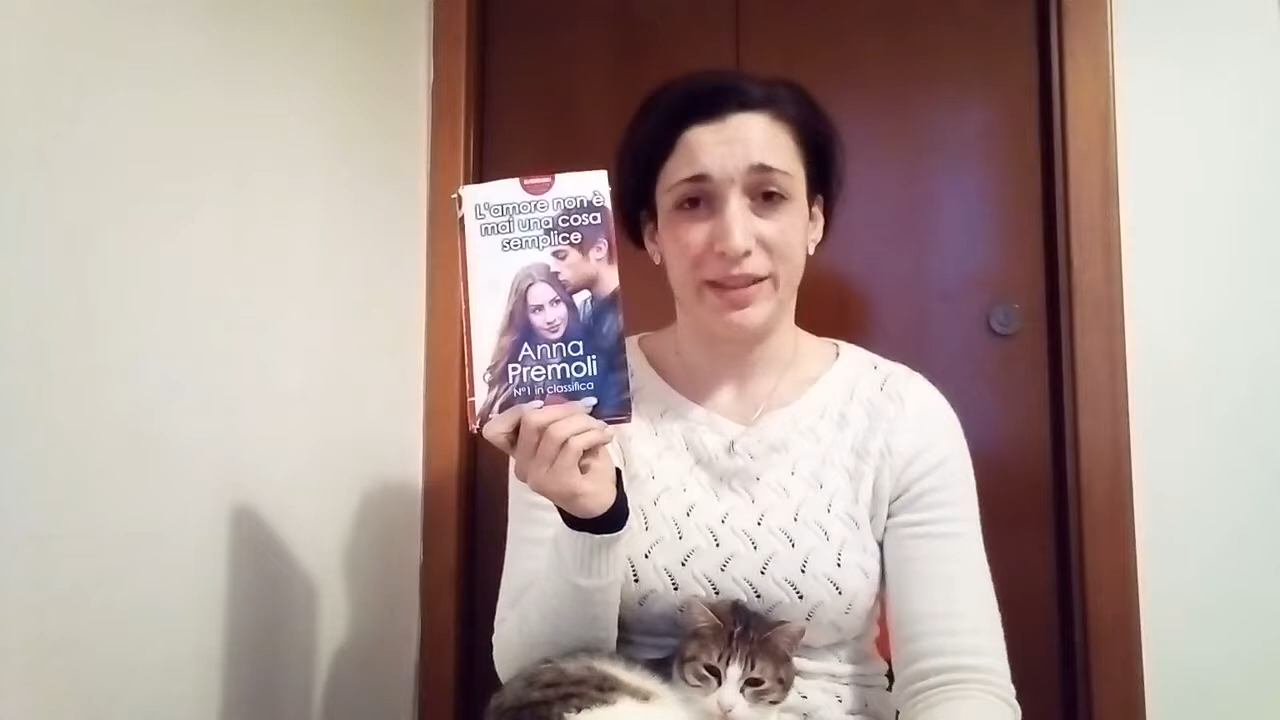 L'amore non è
mai una cosa
semplice
Anna
Premoli
N°1 in classifica